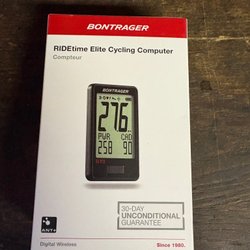 BONTRAGER
RIDEtime Elite Cycling Computer
Compteur
BONTRAGER
27.6
PWR CAD
258 90
ANT+
30-DAY
UNCONDITIONAL
GUARANTEE
Digital Wireless
Since 1980.